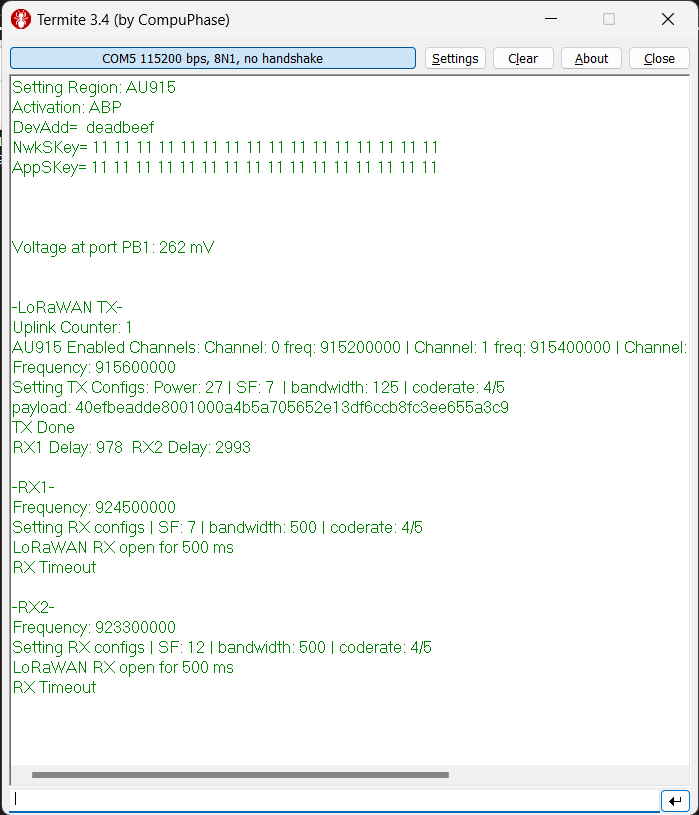 Termite 3.4 (by CompuPhase)
COM5 115200 bps, 8N1, no handshake
Settings
Clear
About
Close
Setting Region: AU915
Activation: ABP
DevAdd=  deadbeef
NwkSKey= 11 11 11 11 11 11 11 11 11 11 11 11 11 11 11 11
AppSKey= 11 11 11 11 11 11 11 11 11 11 11 11 11 11 11 11
Voltage at port PB1: 262 mV
-LoRaWAN TX-
Uplink Counter: 1
AU915 Enabled Channels: Channel: 0 freq: 915200000 | Channel: 1 freq: 915400000 | Channel:
Frequency: 915600000
Setting TX Configs: Power: 27 | SF: 7  | bandwidth: 125 | coderate: 4/5
payload: 40efbeadde8001000a4b5a705652e13df6ccb8fc3ee655a3c9
TX Done
RX1 Delay: 978  RX2 Delay: 2993
-RX1-
Frequency: 924500000
Setting RX configs | SF: 7 | bandwidth: 500 | coderate: 4/5
LoRaWAN RX open for 500 ms
RX Timeout
-RX2-
Frequency: 923300000
Setting RX configs | SF: 12 | bandwidth: 500 | coderate: 4/5
LoRaWAN RX open for 500 ms
RX Timeout